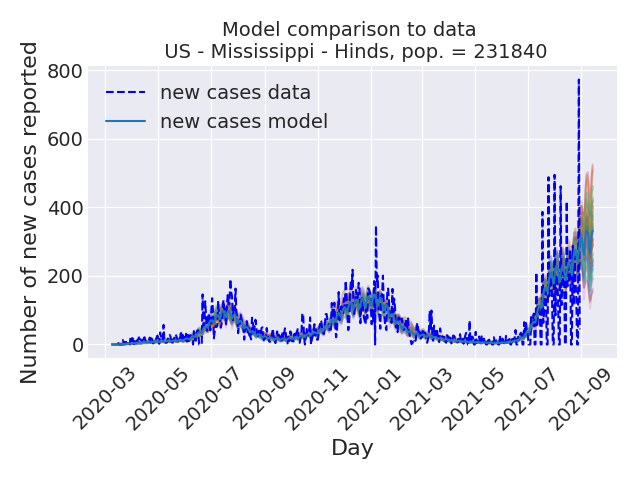 Model comparison to data
US - Mississippi - Hinds, pop. = 231840
Number of new cases reported
800
600
400
200
0
new cases data
new cases model
2020-03
2020-05
2020-07
2020-09
2020-11
2021-01
2021-03
2021-05
2021-07
2021-09
Day